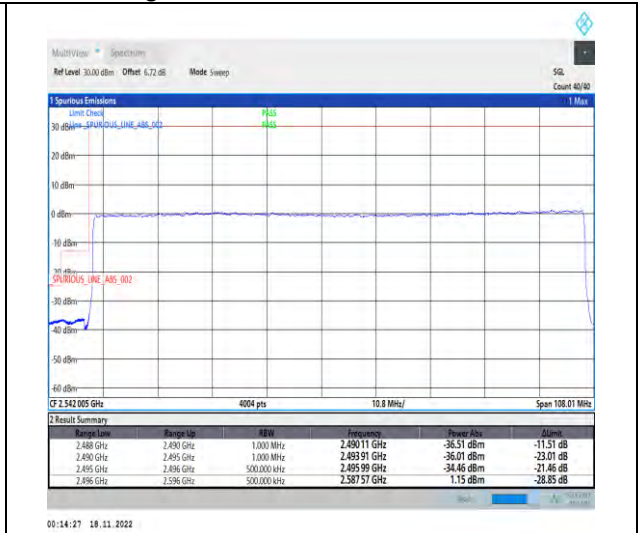 MultiView Spectrum
Ref Level 30.00 dBm Offset 6.72 dB Mode Sweep SGL
Count 40/40
1 Spurious Emissions 1 Max
Limit Check PASS
30 dBm Line _SPURIOUS_LINE_ABS_002 PASS
20 dBm
10 dBm
0 dBm
-10 dBm
-20 dBm
_SPURIOUS_LINE_ABS_002
-30 dBm
-40 dBm
-50 dBm
-60 dBm
CF 2.542 005 GHz 4004 pts 10.8 MHz/ Span 108.01 MHz
2 Result Summary
Range Low Range Up RBW Frequency Power Abs ΔLimit
2.488 GHz 2.490 GHz 1.000 MHz 2.490 11 GHz -36.51 dBm -11.51 dB
2.490 GHz 2.495 GHz 1.000 MHz 2.493 91 GHz -36.01 dBm -23.01 dB
2.495 GHz 2.496 GHz 500.000 kHz 2.495 99 GHz -34.46 dBm -21.46 dB
2.496 GHz 2.596 GHz 500.000 kHz 2.587 57 GHz 1.15 dBm -28.85 dB
00:14:27 18.11.2022